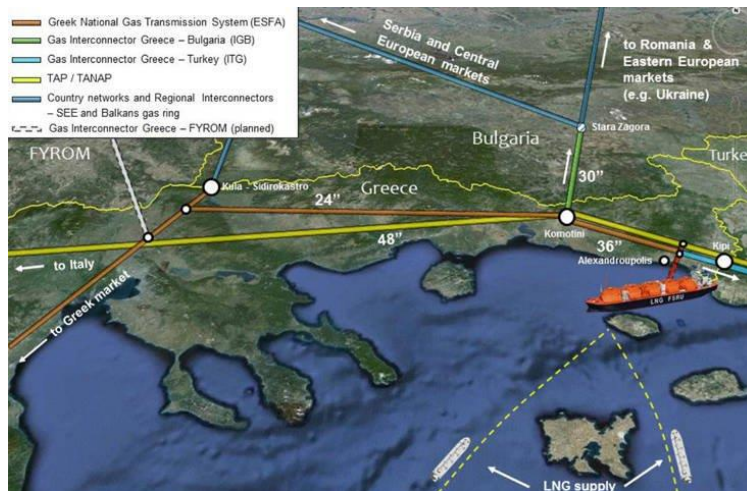 Greek National Gas Transmission System (ESFA)
Gas Interconnector Greece – Bulgaria (IGB)
Gas Interconnector Greece – Turkey (ITG)
TAP / TANAP
Country networks and Regional Interconnectors
– SEE and Balkans gas ring
Gas Interconnector Greece – FYROM (planned)
Serbia and Central
European markets
to Romania &
Eastern European
markets
(e.g. Ukraine)
Stara Zagora
Bulgaria
FYROM
Turke
Kula - Sidirokastro
Greece
30”
24”
Komotini
48”
36”
Kipi
Alexandroupolis
to Italy
LNG FSRU
to Greek market
LNG supply